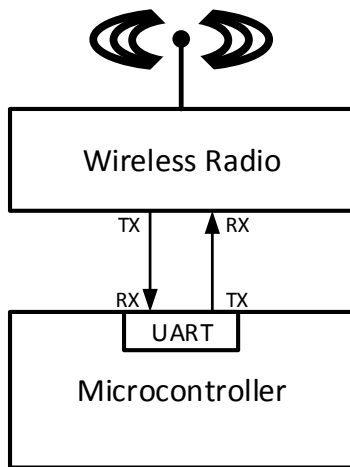 Wireless Radio
TX RX
RX TX
UART
Microcontroller